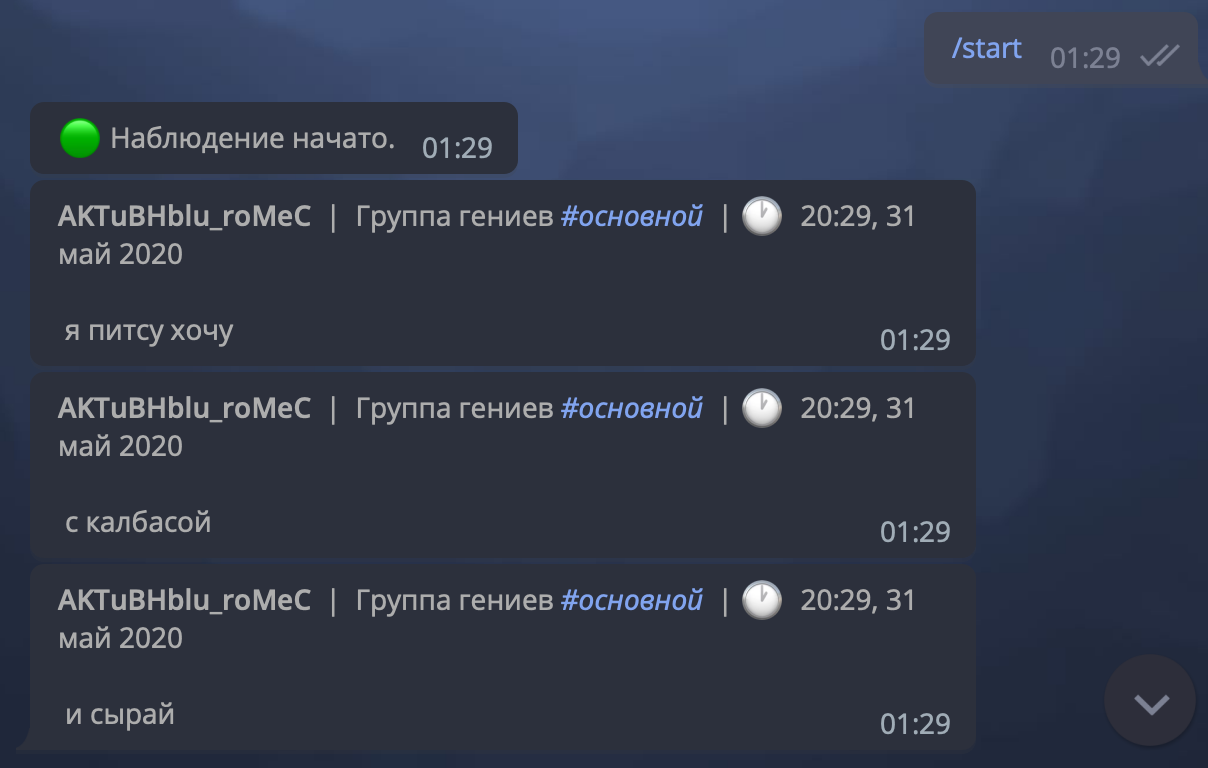 /start 01:29
Наблюдение начато. 01:29
AKTuBHblu_roMeC | Группа гениев #основной | 20:29, 31
май 2020
я питсу хочу
01:29
AKTuBHblu_roMeC | Группа гениев #основной | 20:29, 31
май 2020
с калбасой
01:29
AKTuBHblu_roMeC | Группа гениев #основной | 20:29, 31
май 2020
и сырай
01:29